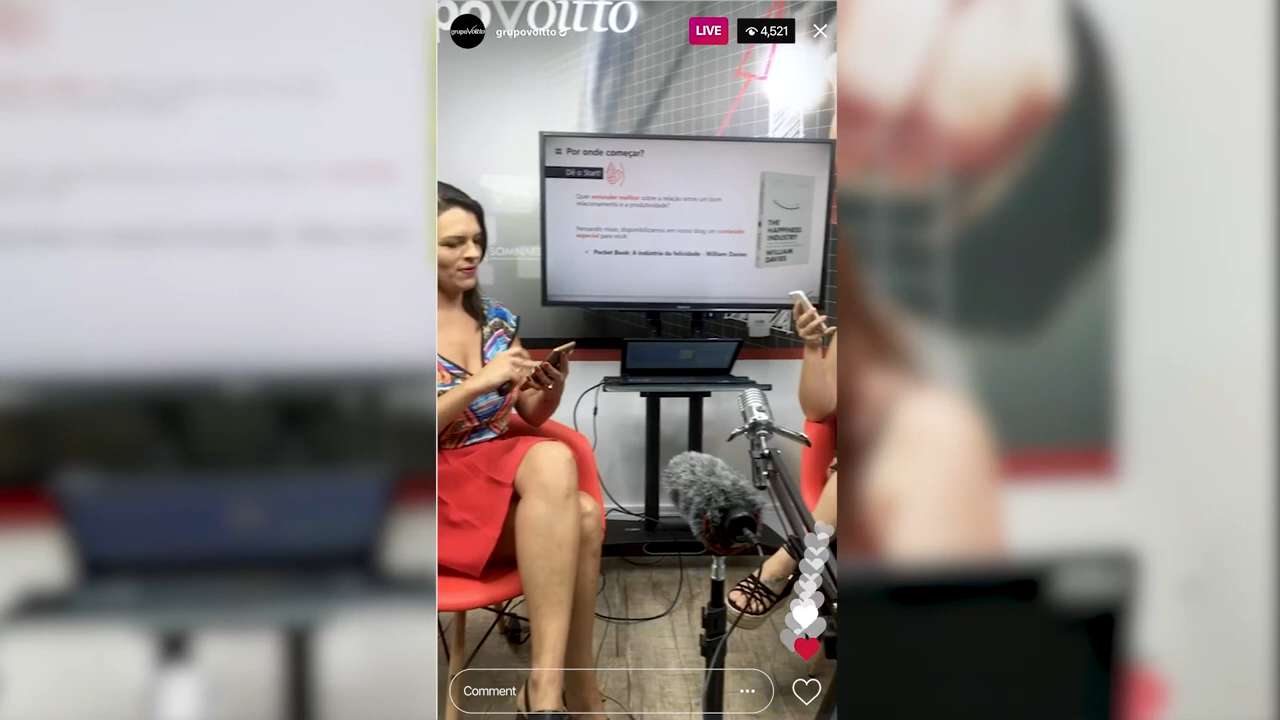 grupoVoitto
grupovoitto
LIVE
4,521
Por onde começar?
Dê o Start!
Quer entender melhor sobre a relação entre um bom
relacionamento e a produtividade?
Pensando nisso, disponibilizamos em nosso blog um conteúdo
especial para você:
✓ Pocket Book: A indústria da felicidade - William Davies
THE
HAPPINESS
INDUSTRY
WILLIAM
DAVIES
Comment